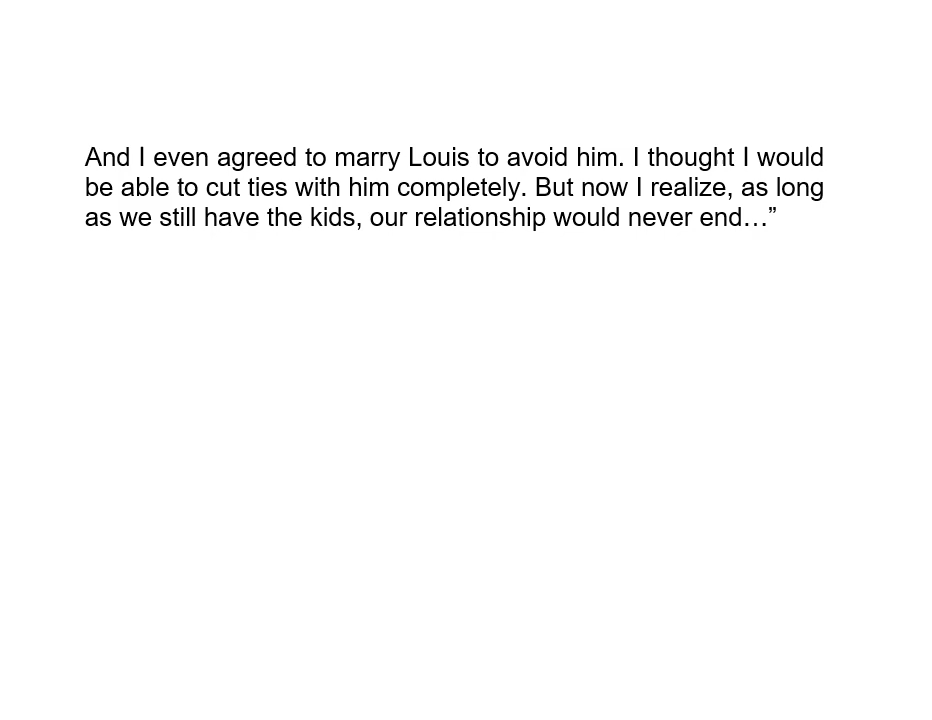 And I even agreed to marry Louis to avoid him. I thought I would
be able to cut ties with him completely. But now I realize, as long
as we still have the kids, our relationship would never end…”